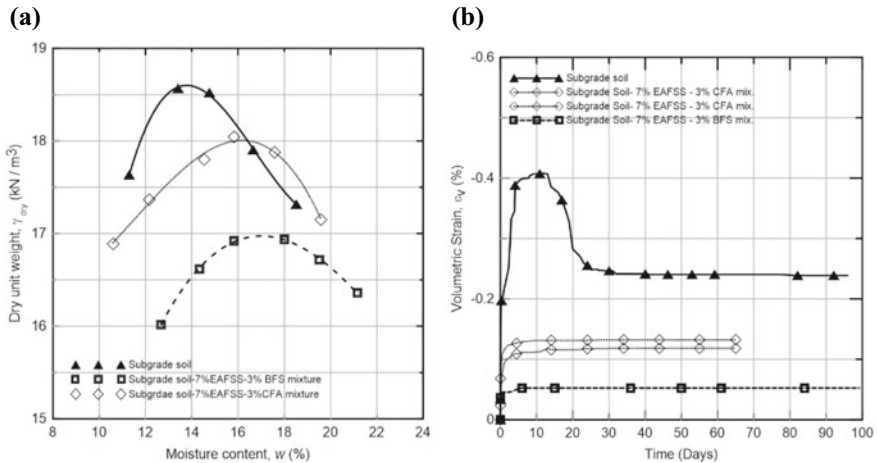 (a)
19
18
17
16
15
Dry unit weight, γ dry (kN / m3)
Subgrade soil
Subgrade soil-7%EAFSS-3% BFS mixture
Subgrdae soil-7%EAFSS-3%CFA mixture
8 10 12 14 16 18 20 22 24
Moisture content, w (%)
(b)
-0.6
-0.4
-0.2
0
Volumetric Strain, εv (%)
Subgrade soil
Subgrade Soil- 7% EAFSS - 3% CFA mix.
Subgrade Soil- 7% EAFSS - 3% CFA mix.
Subgrade Soil- 7% EAFSS - 3% BFS mix.
0 10 20 30 40 50 60 70 80 90 100
Time (Days)